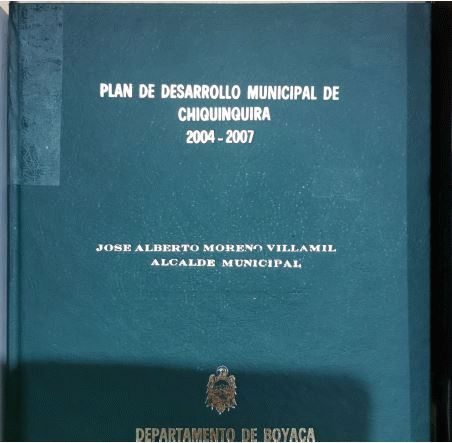 PLAN DE DESARROLLO MUNICIPAL DE
CHIQUINQUIRA
2004-2007
JOSE ALBERTO MORENO VILLAMIL
ALCALDE MUNICIPAL
DEPARTAMENTO DE BOYACA